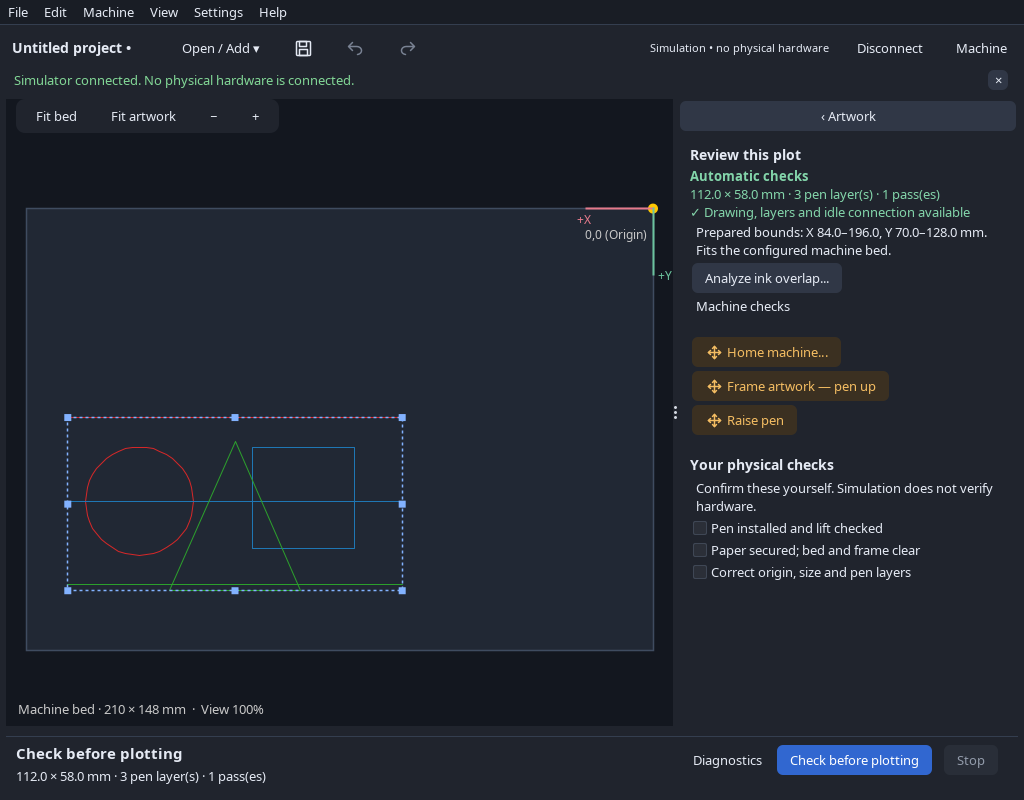 File Edit Machine View Settings Help
Untitled project • Open / Add ▾ Simulation • no physical hardware Disconnect Machine
Simulator connected. No physical hardware is connected. ×
Fit bed Fit artwork − +
‹ Artwork
Review this plot
Automatic checks
112.0 × 58.0 mm · 3 pen layer(s) · 1 pass(es)
✓ Drawing, layers and idle connection available
Prepared bounds: X 84.0–196.0, Y 70.0–128.0 mm.
Fits the configured machine bed.
Analyze ink overlap...
Machine checks
Home machine...
Frame artwork — pen up
Raise pen
Your physical checks
Confirm these yourself. Simulation does not verify
hardware.
Pen installed and lift checked
Paper secured; bed and frame clear
Correct origin, size and pen layers
+X
0,0 (Origin)
+Y
Machine bed · 210 × 148 mm · View 100%
Check before plotting
112.0 × 58.0 mm · 3 pen layer(s) · 1 pass(es)
Diagnostics Check before plotting Stop